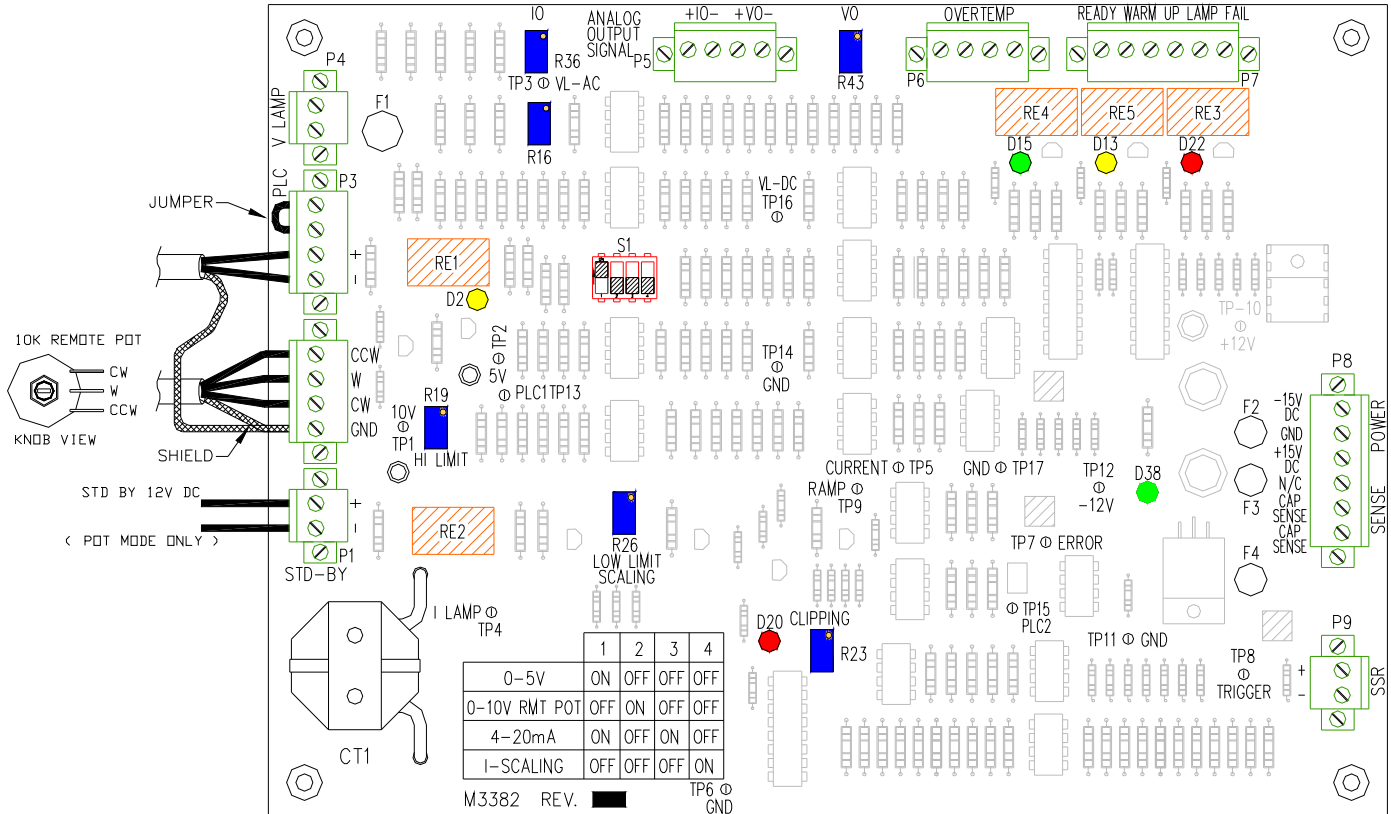 IO
ANALOG
OUTPUT
SIGNAL
+IO- +VO-
VO
OVERTEMP
READY WARM UP LAMP FAIL
P5
P6
P7
R36
TP3 VL-AC
R43
R16
P4
F1
V LAMP
RE4
RE5
RE3
D15
D13
D22
PLC
P3
JUMPER
VL-DC
TP16
+
-
RE1
S1
D2
TP-10
+12V
10K REMOTE POT
CW
W
CCW
KNOB VIEW
CCW
W
CW
GND
TP2
5V
PLC1 TP13
TP14
GND
R19
10V
TP1
HI LIMIT
SHIELD
P8
-15V
DC
GND
+15V
DC
N/C
CAP
SENSE
CAP
SENSE
POWER
SENSE
F2
F3
F4
CURRENT TP5
GND TP17
RAMP
TP9
TP12
-12V
D38
STD BY 12V DC
+
-
( POT MODE ONLY )
P1
STD-BY
RE2
R26
LOW LIMIT
SCALING
TP7 ERROR
TP15
PLC2
TP11 GND
I LAMP
TP4
D20 CLIPPING
R23
P9
TP8
TRIGGER
+
-
SSR
CT1
1 2 3 4
0-5V ON OFF OFF OFF
0-10V RMT POT OFF ON OFF OFF
4-20mA ON OFF ON OFF
I-SCALING OFF OFF OFF ON
M3382 REV.
TP6
GND